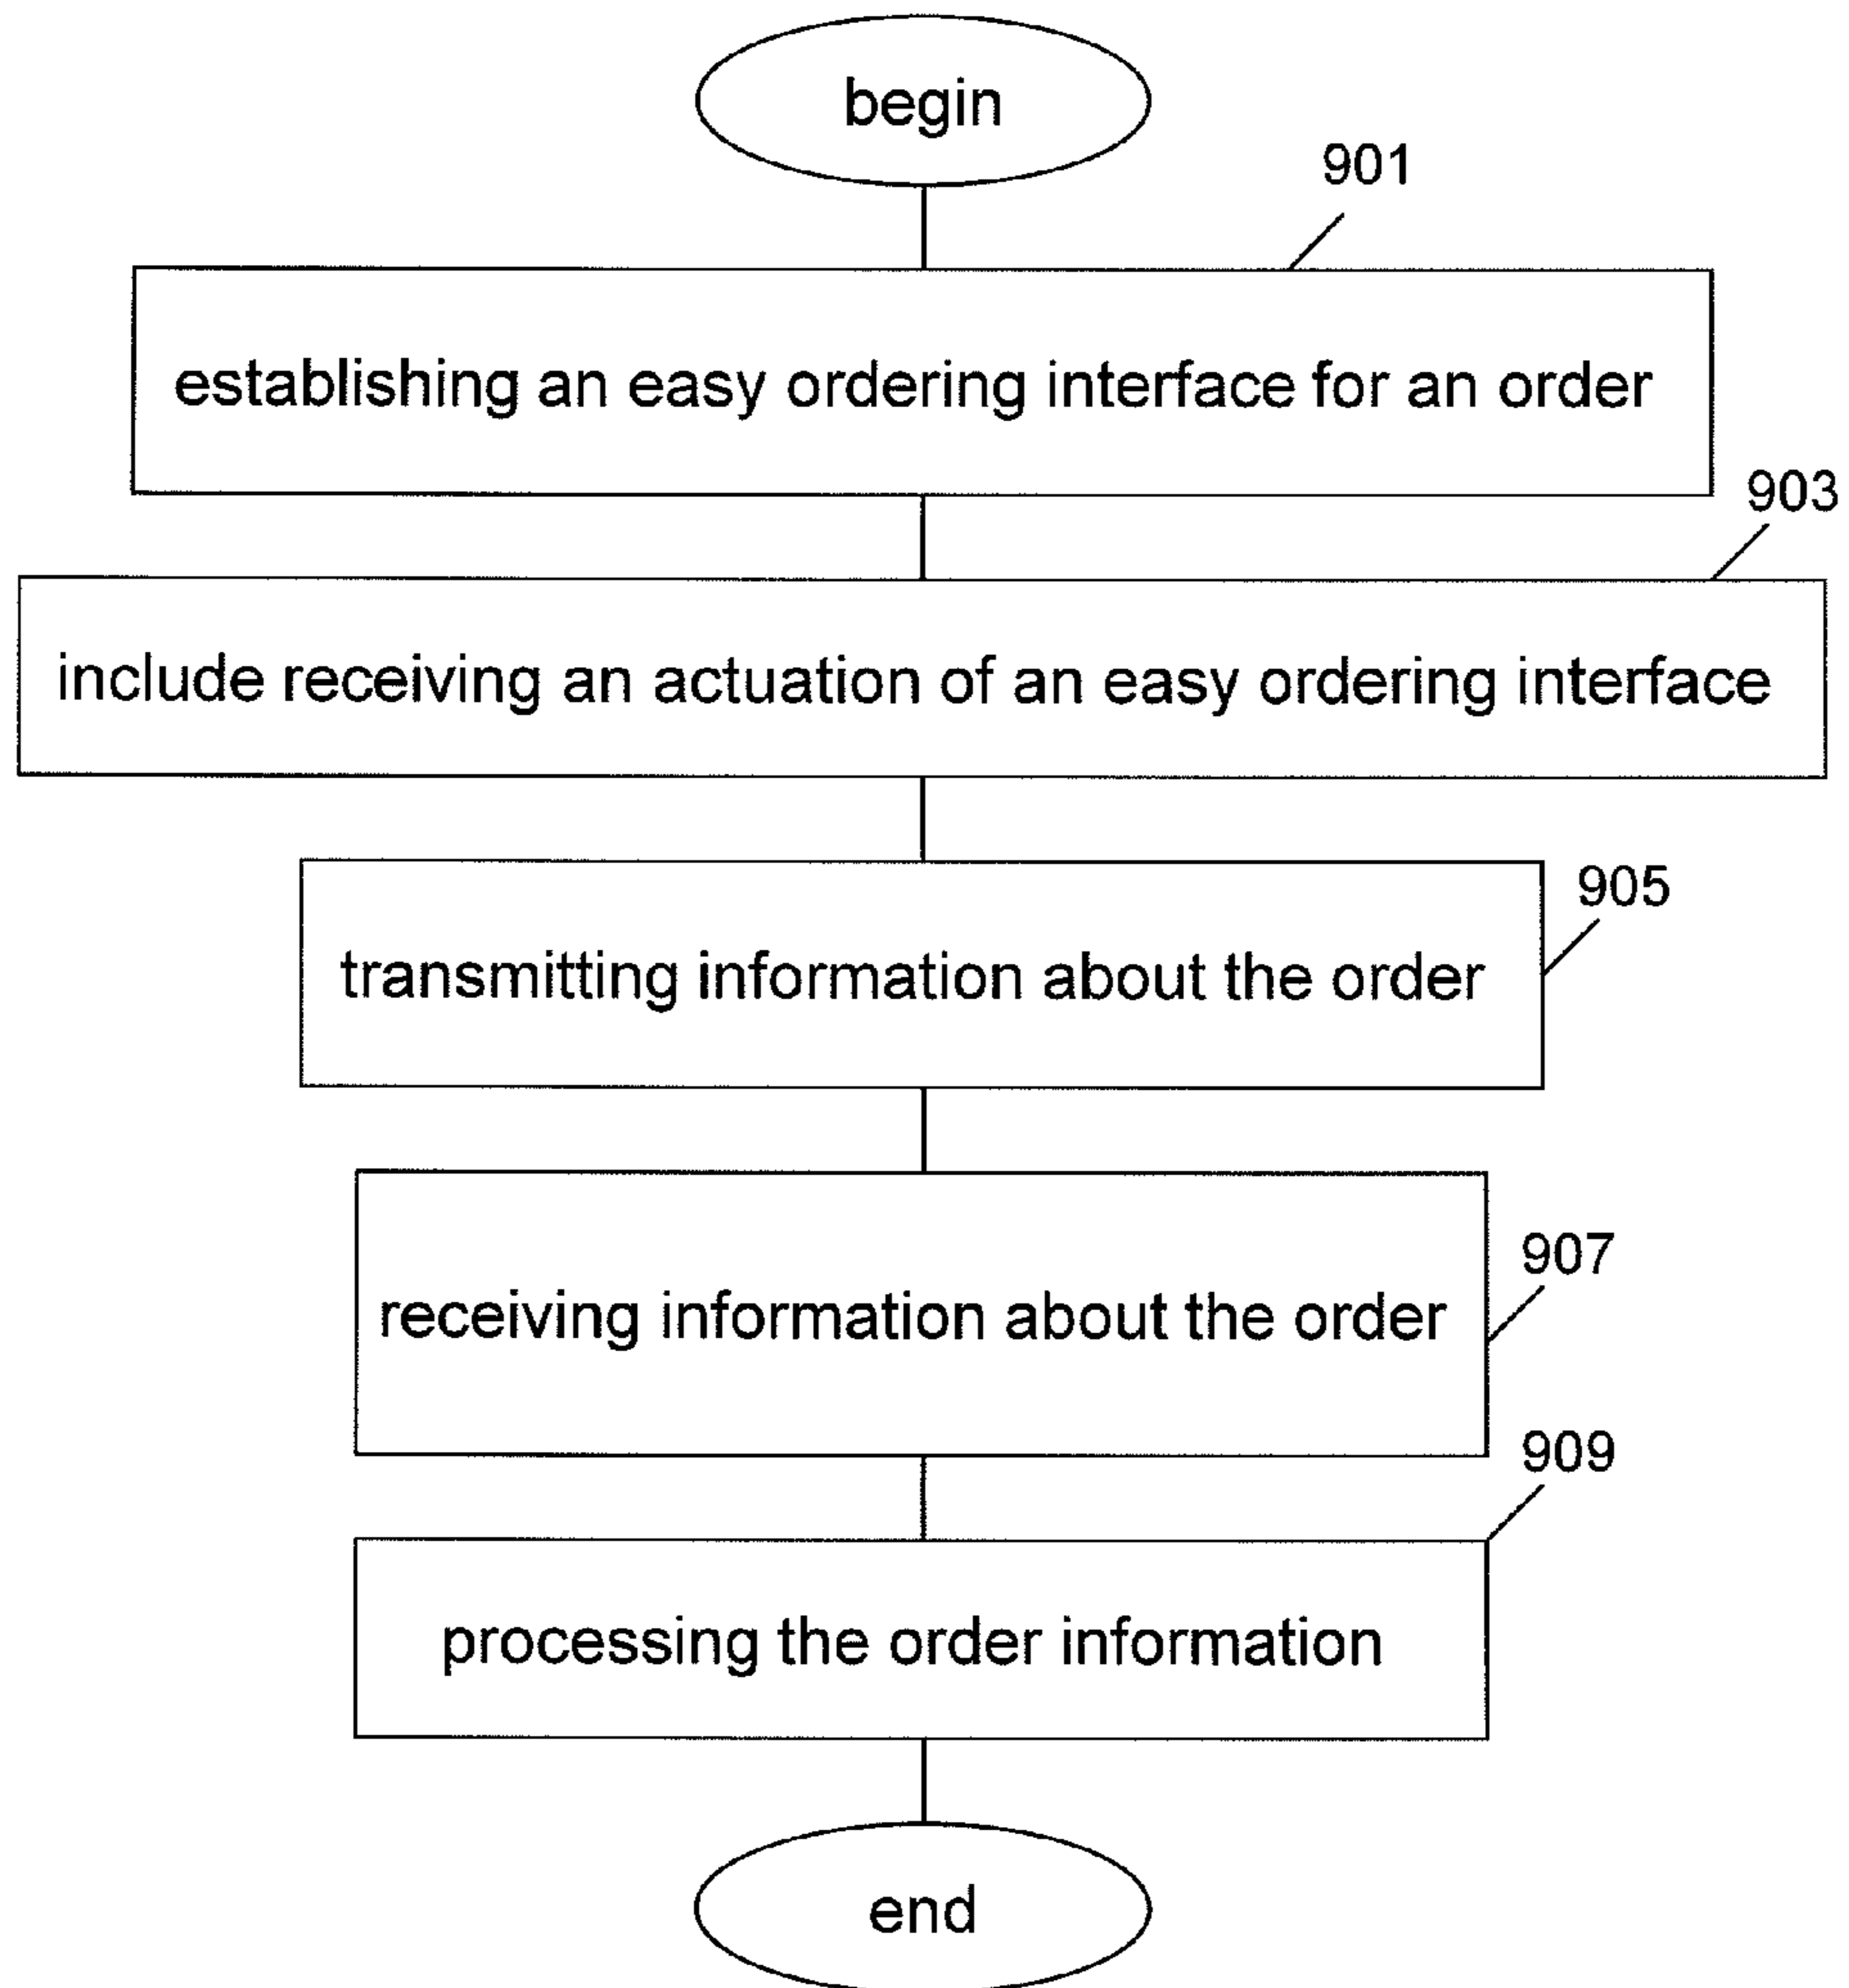 begin
901
establishing an easy ordering interface for an order
903
include receiving an actuation of an easy ordering interface
905
transmitting information about the order
907
receiving information about the order
909
processing the order information
end